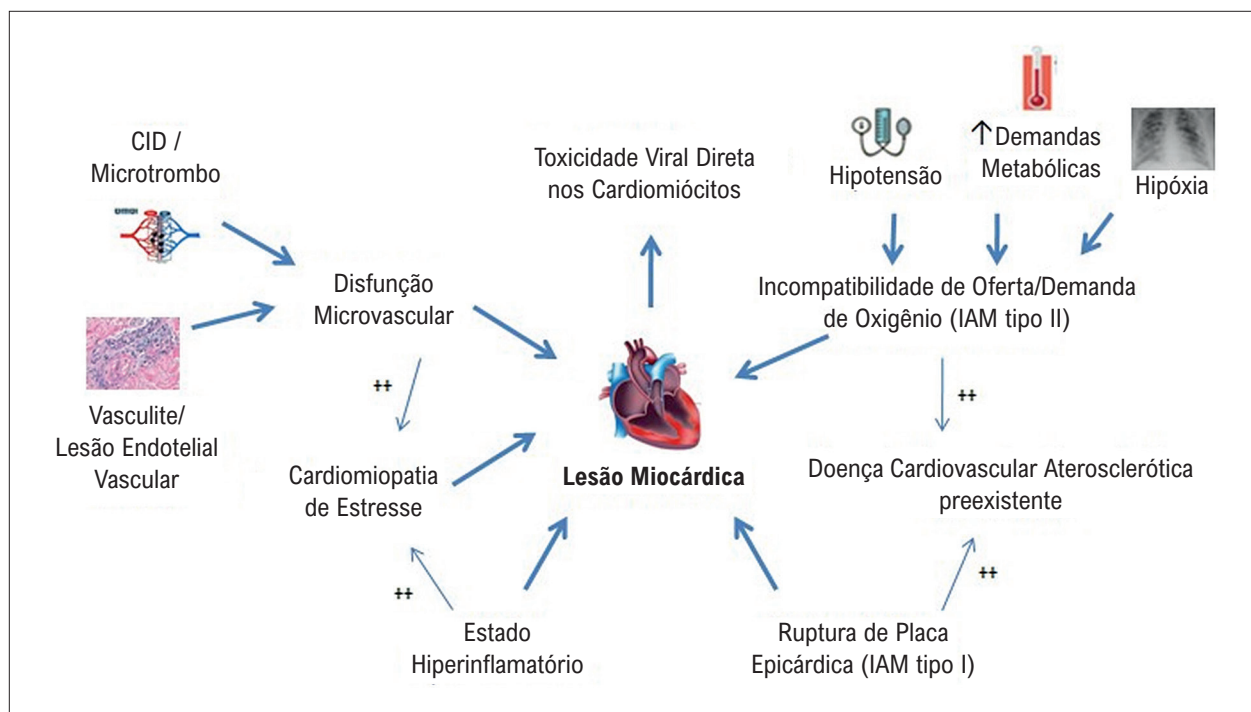 CID /
Microtrombo
Vasculite/
Lesão Endotelial
Vascular
Disfunção
Microvascular
++
Cardiomiopatia
de Estresse
++
Estado
Hiperinflamatório
Toxicidade Viral Direta
nos Cardiomiócitos
Lesão Miocárdica
Hipotensão
↑Demandas
Metabólicas
Hipóxia
Incompatibilidade de Oferta/Demanda
de Oxigênio (IAM tipo II)
++
Doença Cardiovascular Aterosclerótica
preexistente
++
Ruptura de Placa
Epicárdica (IAM tipo I)